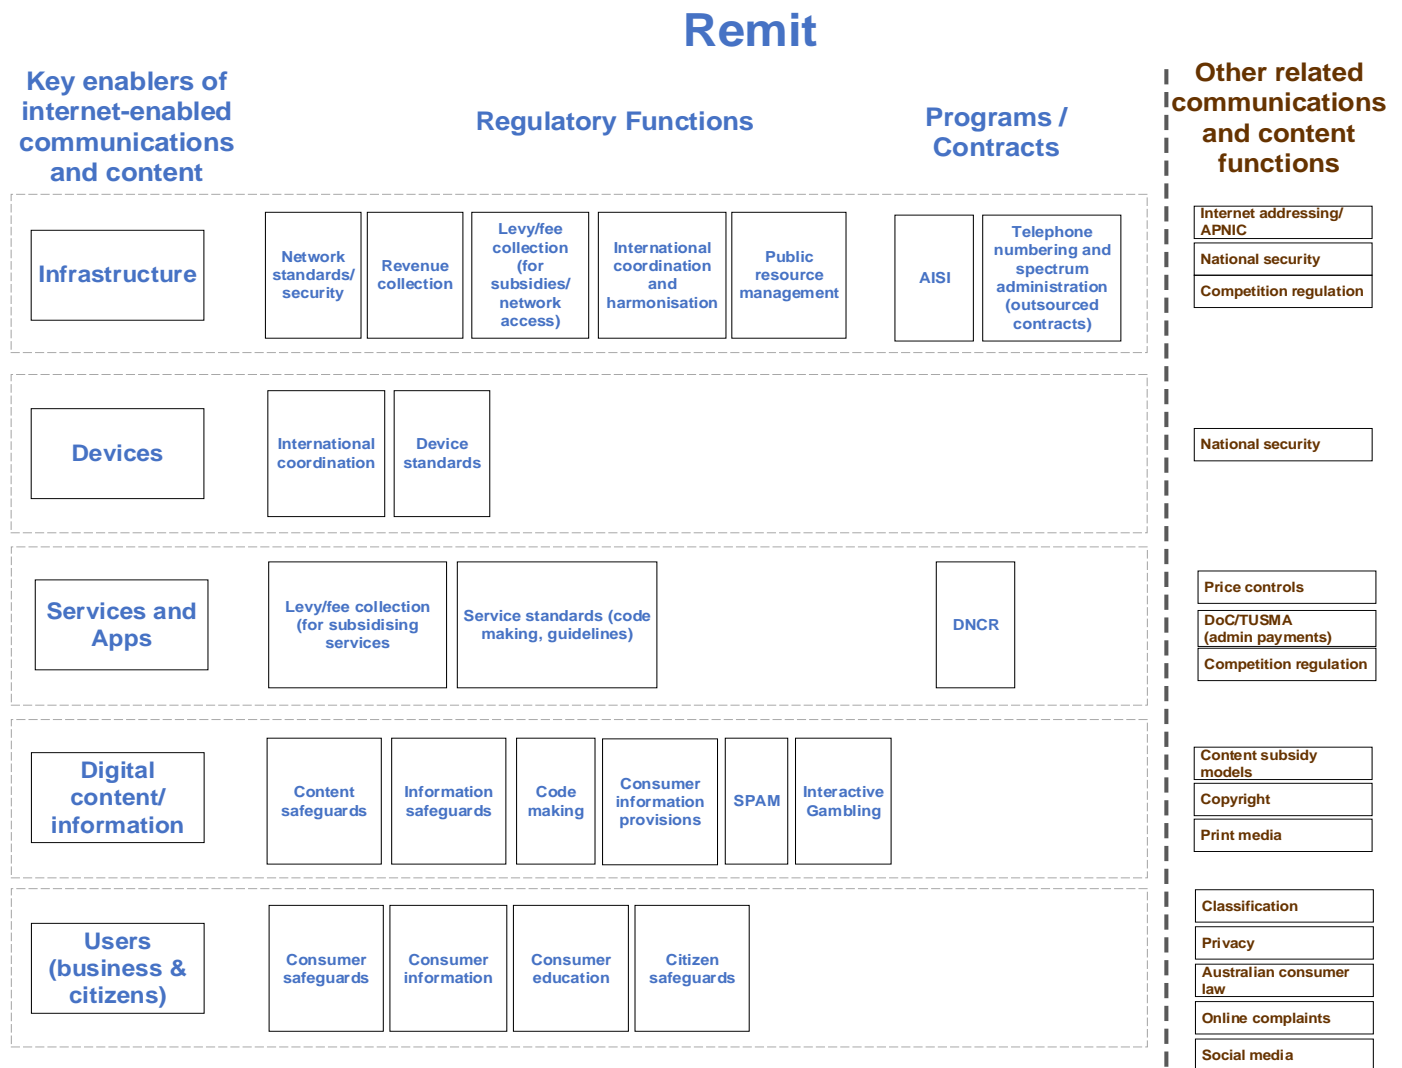 Remit
Key enablers of
internet-enabled
communications
and content
Regulatory Functions
Programs /
Contracts
Other related
communications
and content
functions
Infrastructure
Network
standards/
security
Revenue
collection
Levy/fee
collection
(for
subsidies/
network
access)
International
coordination
and
harmonisation
Public
resource
management
AISI
Telephone
numbering and
spectrum
administration
(outsourced
contracts)
Internet addressing/
APNIC
National security
Competition regulation
Devices
International
coordination
Device
standards
National security
Services and
Apps
Levy/fee collection
(for subsidising
services
Service standards (code
making, guidelines)
DNCR
Price controls
DoC/TUSMA
(admin payments)
Competition regulation
Digital
content/
information
Content
safeguards
Information
safeguards
Code
making
Consumer
information
provisions
SPAM
Interactive
Gambling
Content subsidy
models
Copyright
Print media
Users
(business &
citizens)
Consumer
safeguards
Consumer
information
Consumer
education
Citizen
safeguards
Classification
Privacy
Australian consumer
law
Online complaints
Social media